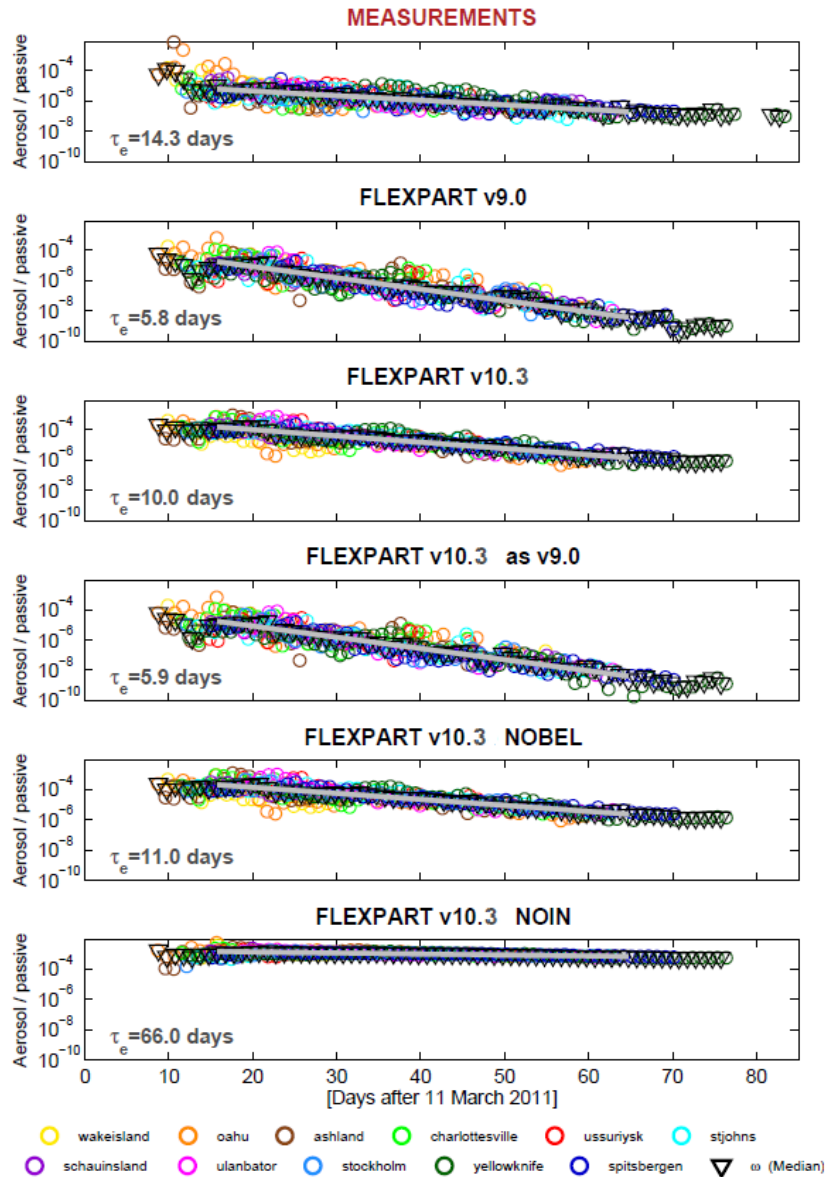 MEASUREMENTS
Aerosol / passive
10⁻⁴
10⁻⁶
10⁻⁸
10⁻¹⁰
τe=14.3 days
FLEXPART v9.0
Aerosol / passive
10⁻⁴
10⁻⁶
10⁻⁸
10⁻¹⁰
τe=5.8 days
FLEXPART v10.3
Aerosol / passive
10⁻⁴
10⁻⁶
10⁻⁸
10⁻¹⁰
τe=10.0 days
FLEXPART v10.3 as v9.0
Aerosol / passive
10⁻⁴
10⁻⁶
10⁻⁸
10⁻¹⁰
τe=5.9 days
FLEXPART v10.3 NOBEL
Aerosol / passive
10⁻⁴
10⁻⁶
10⁻⁸
10⁻¹⁰
τe=11.0 days
FLEXPART v10.3 NOIN
Aerosol / passive
10⁻⁴
10⁻⁶
10⁻⁸
10⁻¹⁰
τe=66.0 days
0 10 20 30 40 50 60 70 80
[Days after 11 March 2011]
wakeisland oahu ashland charlottesville ussuriysk stjohns
schauinsland ulanbator stockholm yellowknife spitsbergen ω (Median)